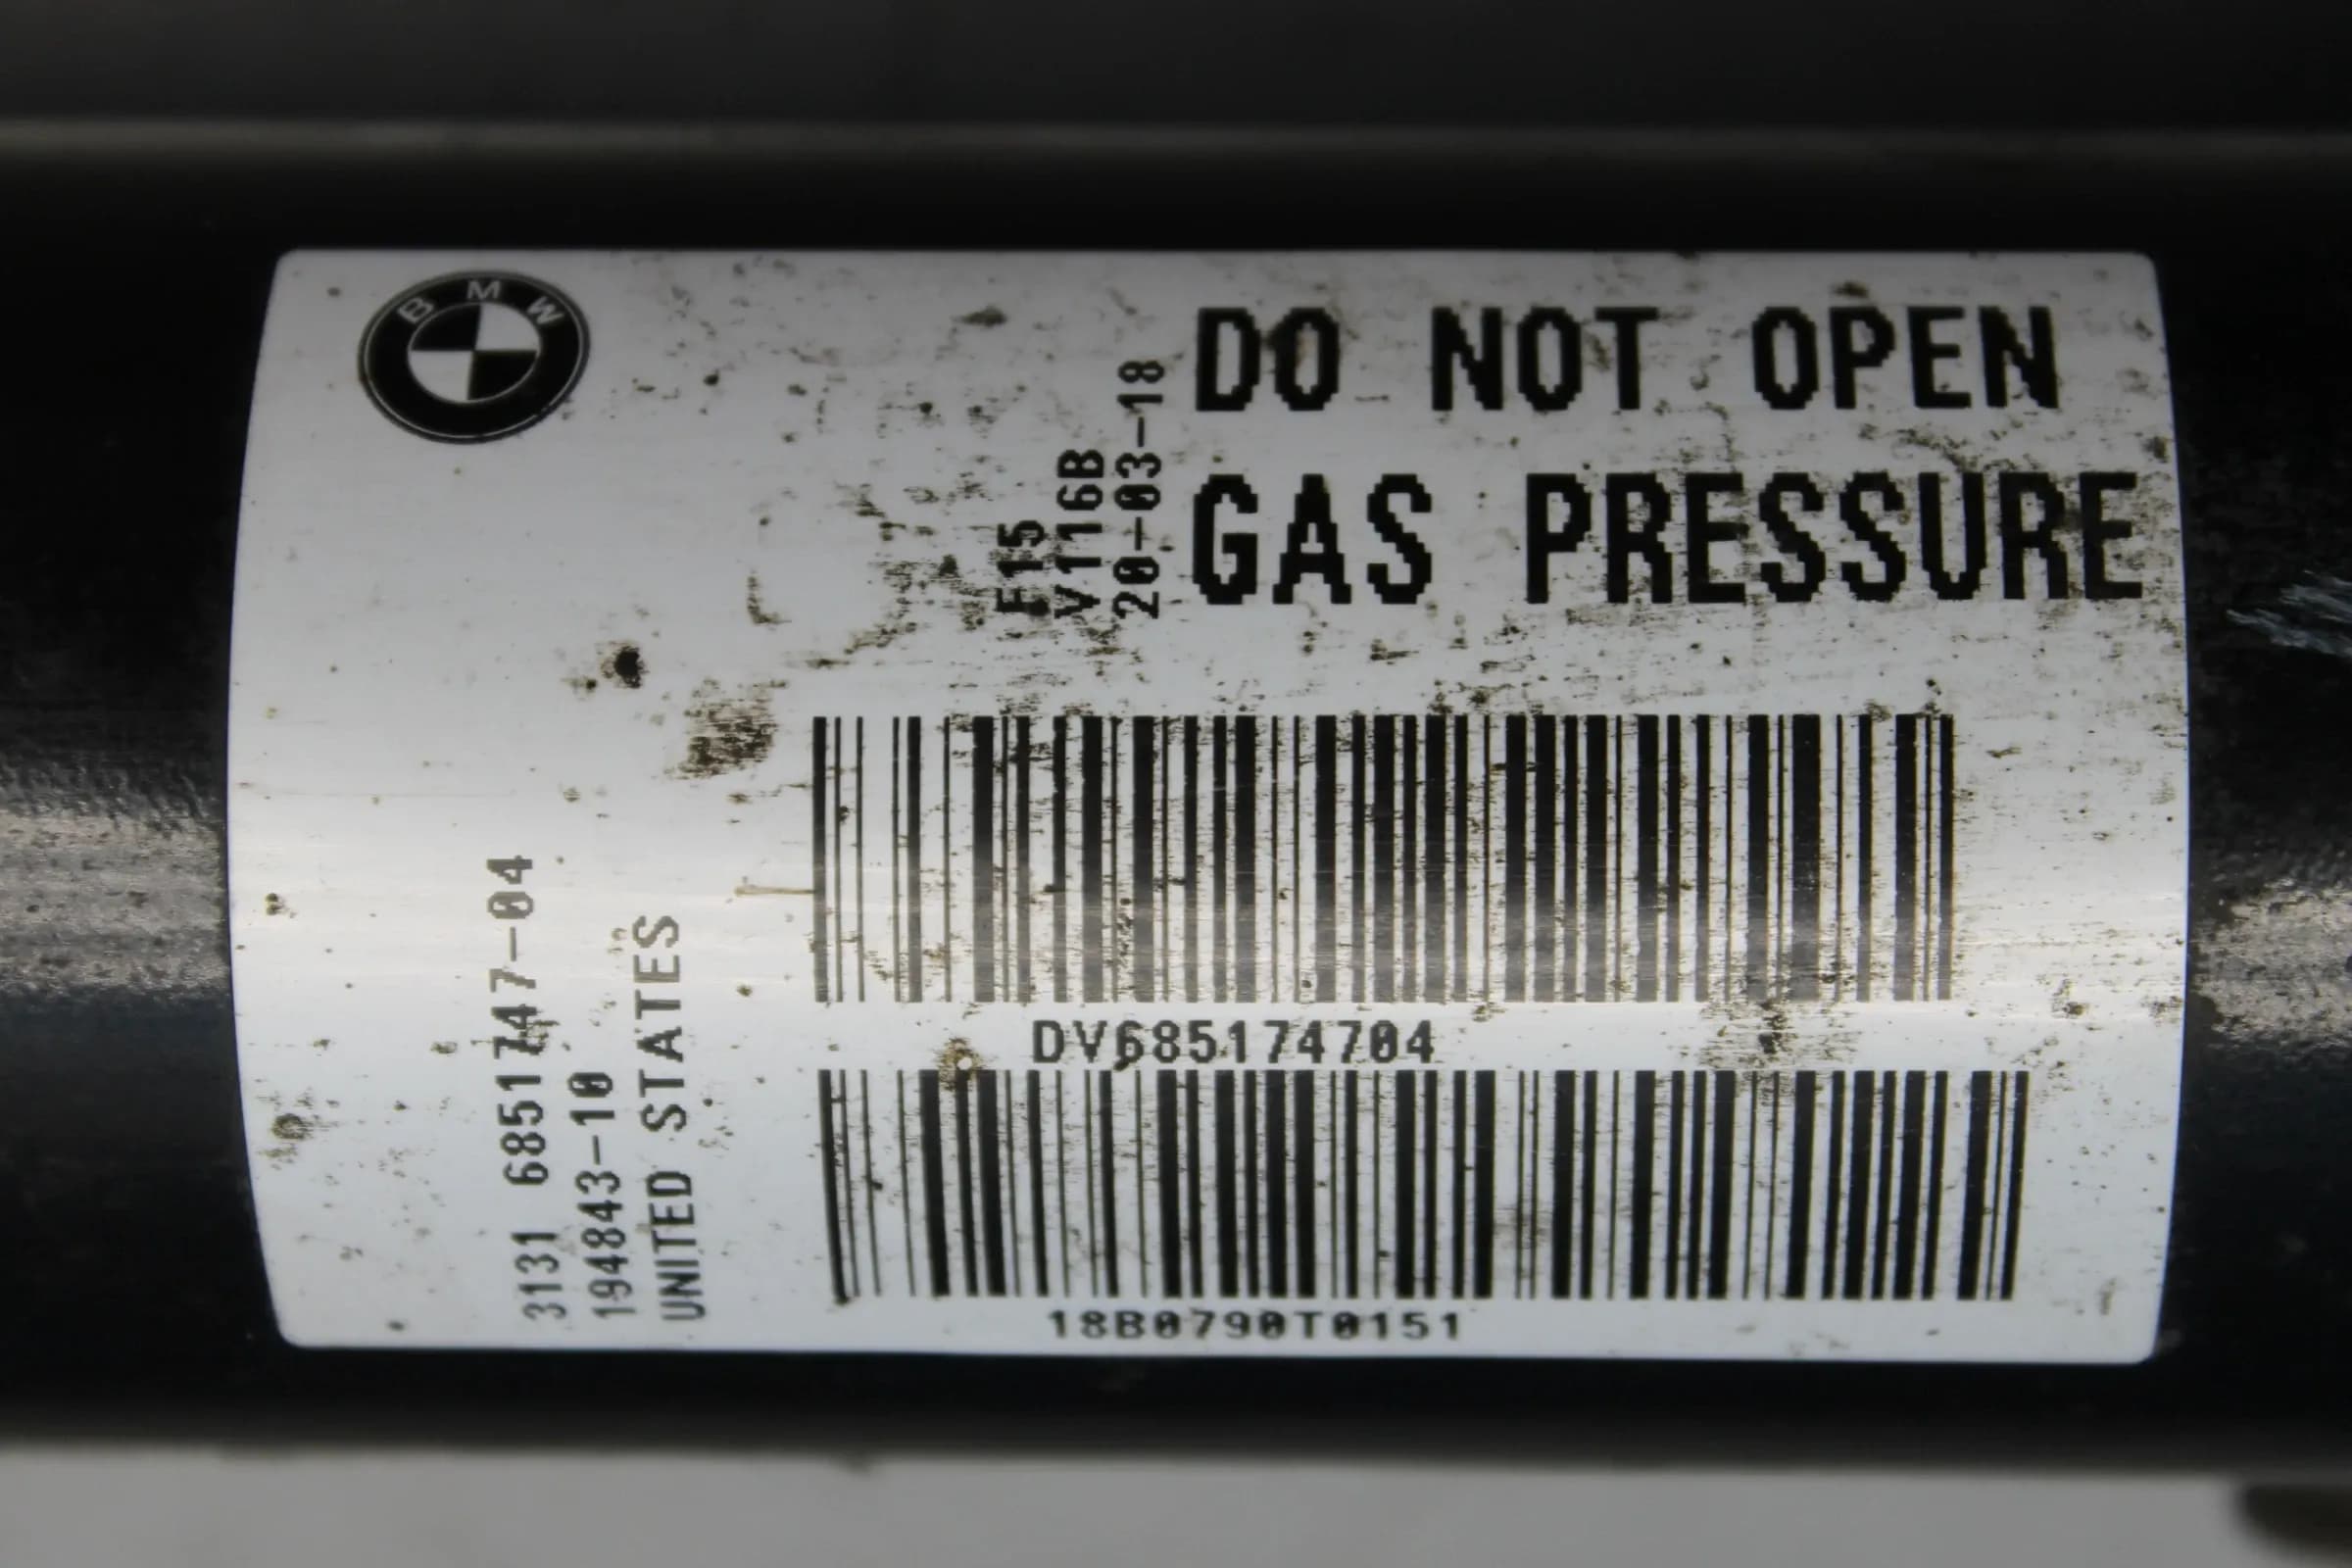 BMW
DO NOT OPEN
GAS PRESSURE
F15
V1116B
20-03-18
3131 6851747-04
194843-10
UNITED STATES
DV685174704
18B0790T0151